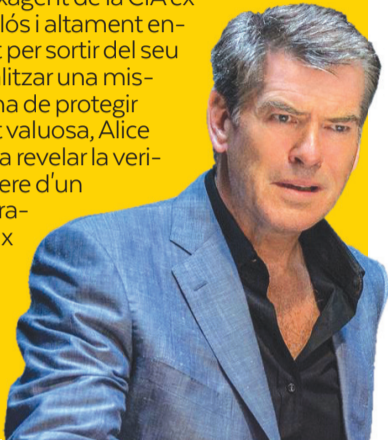 exagent de la CIA ex
lós i altament en-
t per sortir del seu
litzar una mis-
na de protegir
t valuosa, Alice
a revelar la veri-
ere d'un
ra-
x